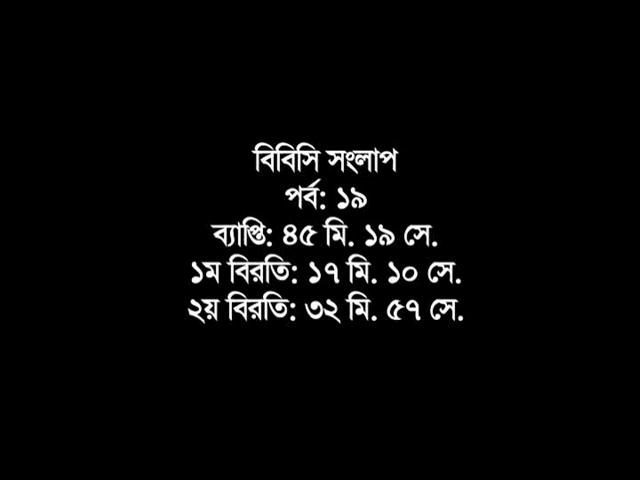 বিবিসি সংলাপ
পর্ব: ১৯
ব্যাপ্তি: ৪৫ মি. ১৯ সে.
১ম বিরতি: ১৭ মি. ১০ সে.
২য় বিরতি: ৩২ মি. ৫৭ সে.